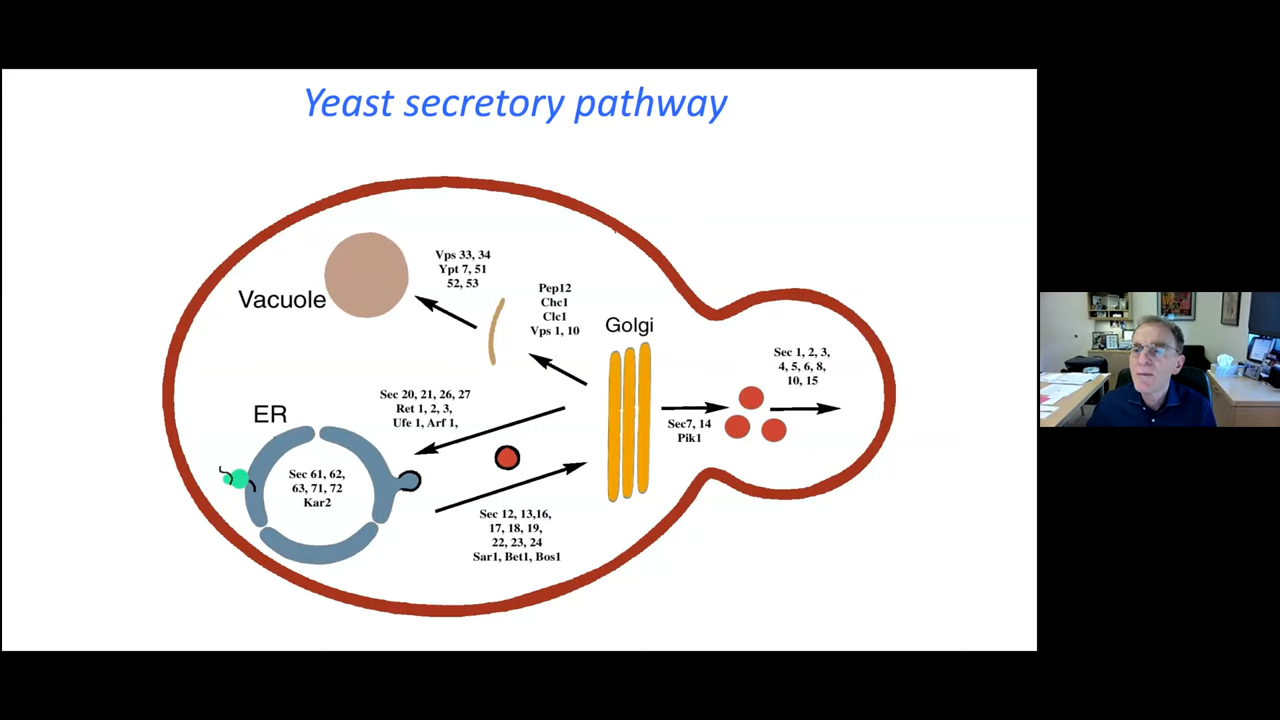 Yeast secretory pathway
Vps 33, 34
Ypt 7, 51
52, 53
Vacuole
Pep12
Chc1
Clc1
Vps 1, 10
Golgi
Sec 1, 2, 3,
4, 5, 6, 8,
10, 15
Sec7, 14
Pik1
Sec 20, 21, 26, 27
Ret 1, 2, 3,
Ufe 1, Arf 1,
ER
Sec 61, 62,
63, 71, 72
Kar2
Sec 12, 13,16,
17, 18, 19,
22, 23, 24
Sar1, Bet1, Bos1